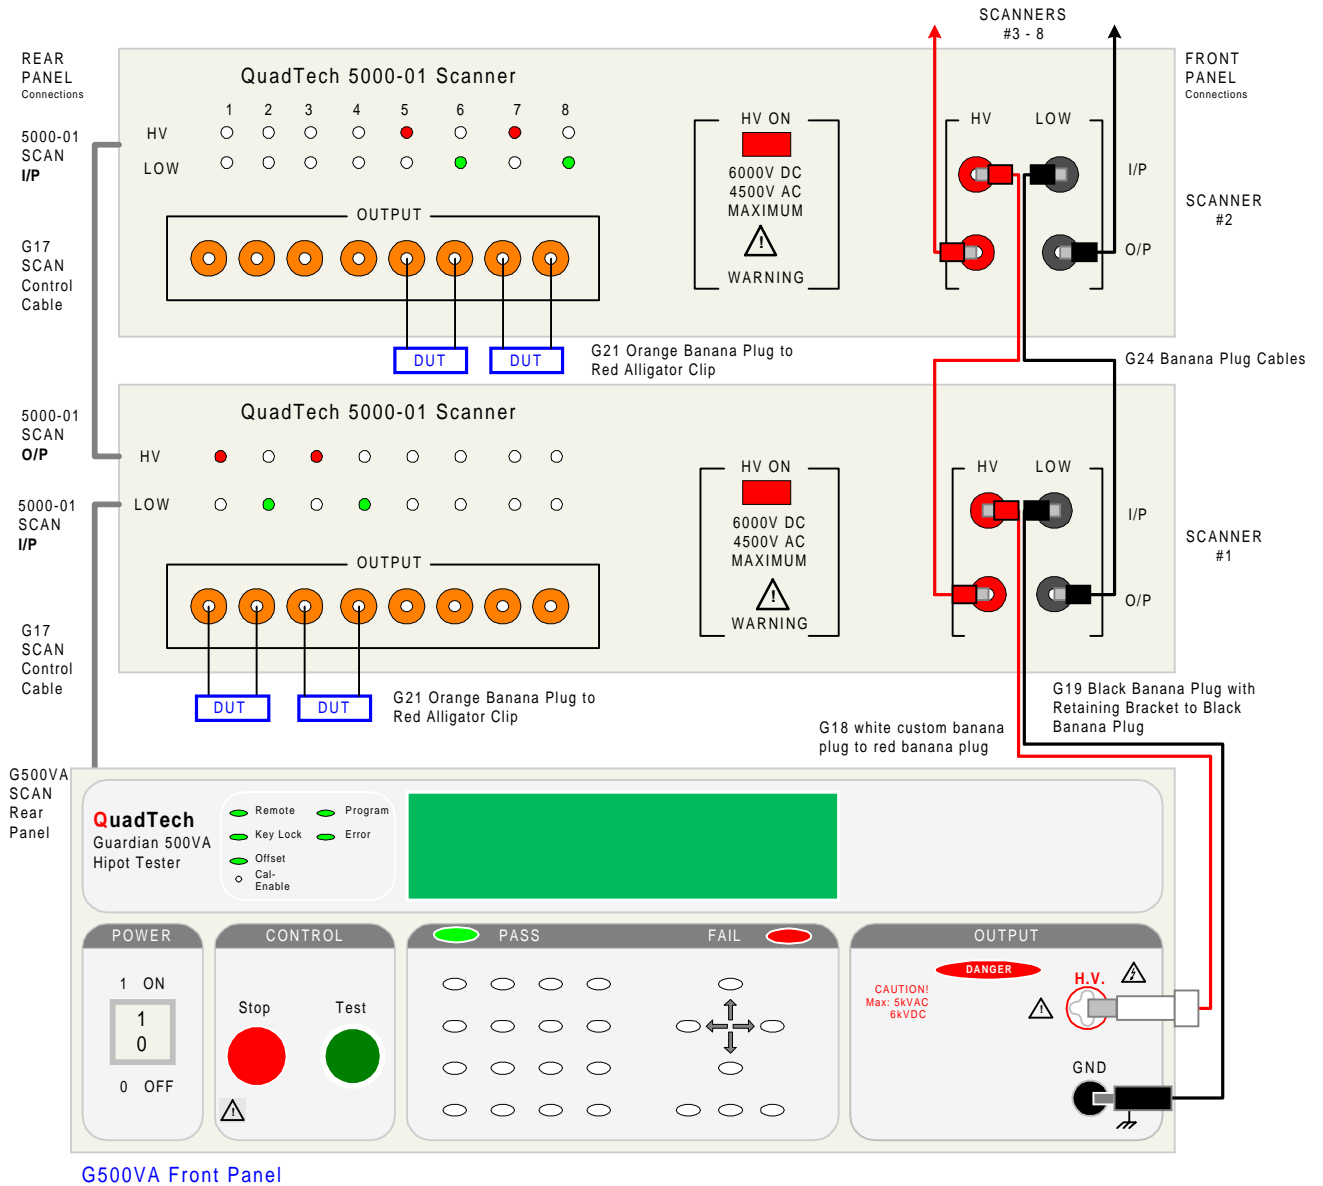 SCANNERS
#3 - 8
REAR
PANEL
Connections
QuadTech 5000-01 Scanner
FRONT
PANEL
Connections
1 2 3 4 5 6 7 8
HV
LOW
5000-01
SCAN
I/P
HV ON
6000V DC
4500V AC
MAXIMUM
!
WARNING
HV LOW
I/P
O/P
SCANNER
#2
OUTPUT
G17
SCAN
Control
Cable
DUT DUT
G21 Orange Banana Plug to
Red Alligator Clip
G24 Banana Plug Cables
QuadTech 5000-01 Scanner
5000-01
SCAN
O/P
HV
LOW
5000-01
SCAN
I/P
HV ON
6000V DC
4500V AC
MAXIMUM
!
WARNING
HV LOW
I/P
O/P
SCANNER
#1
OUTPUT
G17
SCAN
Control
Cable
DUT DUT
G21 Orange Banana Plug to
Red Alligator Clip
G18 white custom banana
plug to red banana plug
G19 Black Banana Plug with
Retaining Bracket to Black
Banana Plug
G500VA
SCAN
Rear
Panel
QuadTech
Guardian 500VA
Hipot Tester
Remote Program
Key Lock Error
Offset
Cal-
Enable
POWER
1 ON
1
0
0 OFF
CONTROL
Stop Test
!
PASS FAIL
OUTPUT
DANGER
CAUTION!
Max: 5kVAC
6kVDC
H.V.
!
GND
G500VA Front Panel